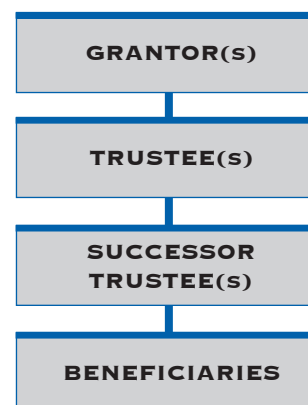 GRANTOR(s)
TRUSTEE(s)
SUCCESSOR
TRUSTEE(s)
BENEFICIARIES